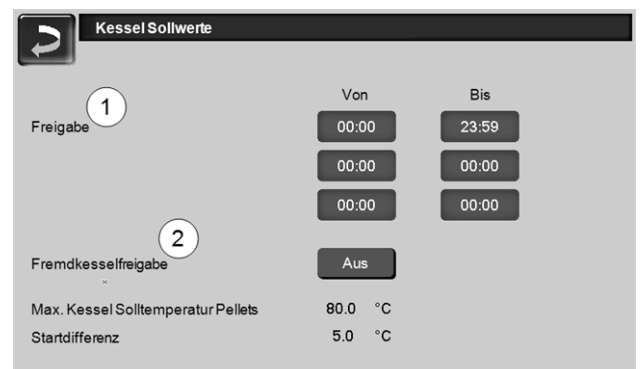 Kessel Sollwerte
Von Bis
1
Freigabe 00:00 23:59
00:00 00:00
00:00 00:00
2
Fremdkesselfreigabe Aus
Max. Kessel Solltemperatur Pellets 80.0 °C
Startdifferenz 5.0 °C